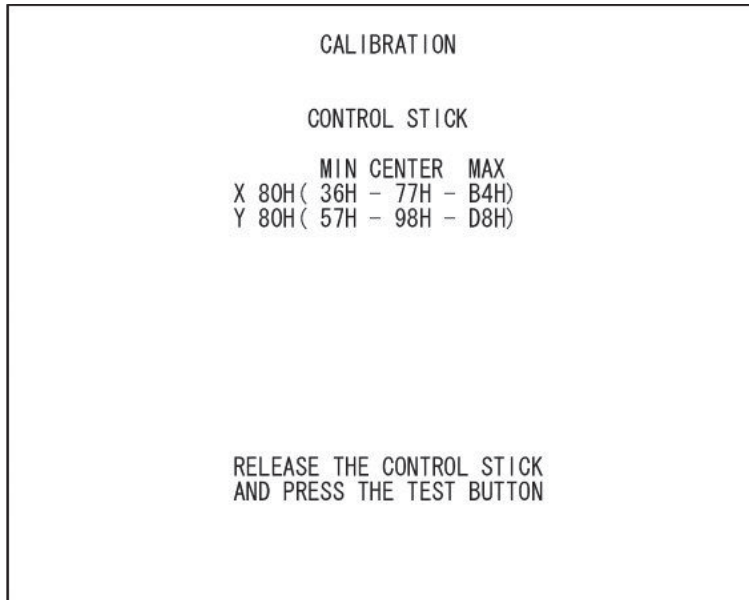 CALIBRATION
CONTROL STICK
MIN CENTER MAX
X 80H( 36H - 77H - B4H)
Y 80H( 57H - 98H - D8H)
RELEASE THE CONTROL STICK
AND PRESS THE TEST BUTTON